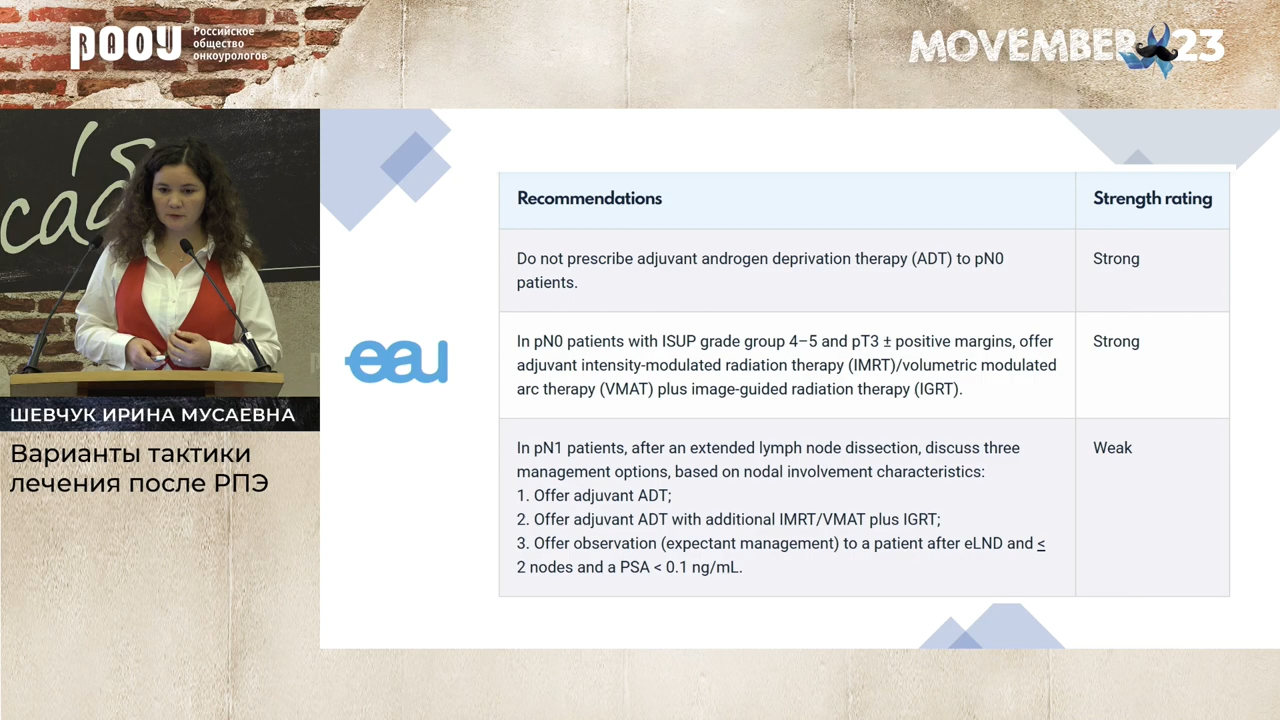 РООУ
Российское
общество
онкоурологов
MOVEMBER 23
ШЕВЧУК ИРИНА МУСАЕВНА
Варианты тактики
лечения после РПЭ
eau
Recommendations
Strength rating
Do not prescribe adjuvant androgen deprivation therapy (ADT) to pN0
patients.
Strong
In pN0 patients with ISUP grade group 4–5 and pT3 ± positive margins, offer
adjuvant intensity-modulated radiation therapy (IMRT)/volumetric modulated
arc therapy (VMAT) plus image-guided radiation therapy (IGRT).
Strong
In pN1 patients, after an extended lymph node dissection, discuss three
management options, based on nodal involvement characteristics:
1. Offer adjuvant ADT;
2. Offer adjuvant ADT with additional IMRT/VMAT plus IGRT;
3. Offer observation (expectant management) to a patient after eLND and <
2 nodes and a PSA < 0.1 ng/mL.
Weak